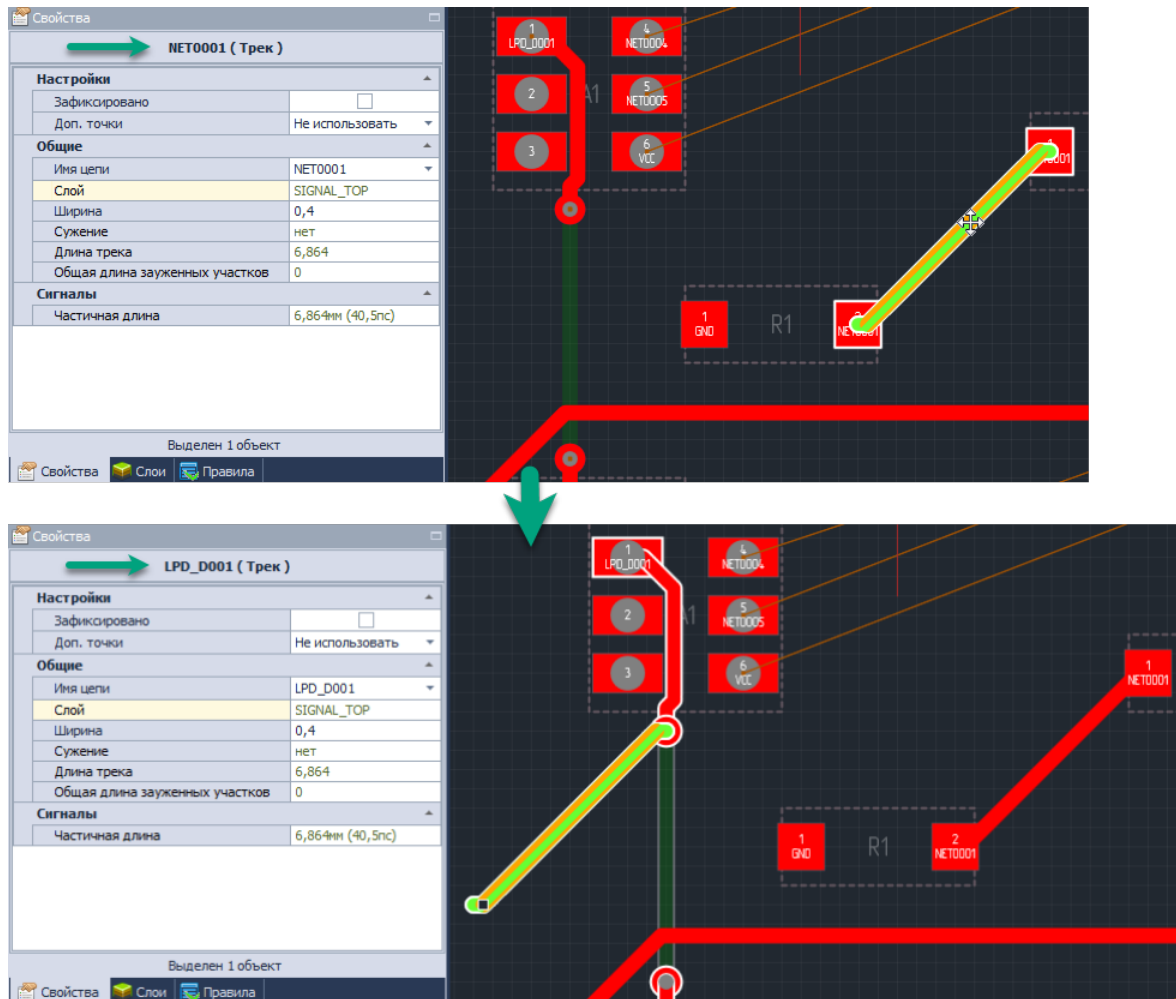 Свойства
NET0001 ( Трек )
Настройки
Зафиксировано
Доп. точки Не использовать
Общие
Имя цепи NET0001
Слой SIGNAL_TOP
Ширина 0,4
Сужение нет
Длина трека 6,864
Общая длина зауженных участков 0
Сигналы
Частичная длина 6,864мм (40,5пс)
Выделен 1 объект
Свойства Слои Правила
1
LPD_D001
2
3
A1
4
NET0004
5
NET0005
6
VCC
1
GND
R1
2
Свойства
LPD_D001 ( Трек )
Настройки
Зафиксировано
Доп. точки Не использовать
Общие
Имя цепи LPD_D001
Слой SIGNAL_TOP
Ширина 0,4
Сужение нет
Длина трека 6,864
Общая длина зауженных участков 0
Сигналы
Частичная длина 6,864мм (40,5пс)
Выделен 1 объект
Свойства Слои Правила
1
LPD_D001
2
3
4
NET0004
5
NET0005
6
VCC
1
NET0001
1
GND
R1
2
NET0001